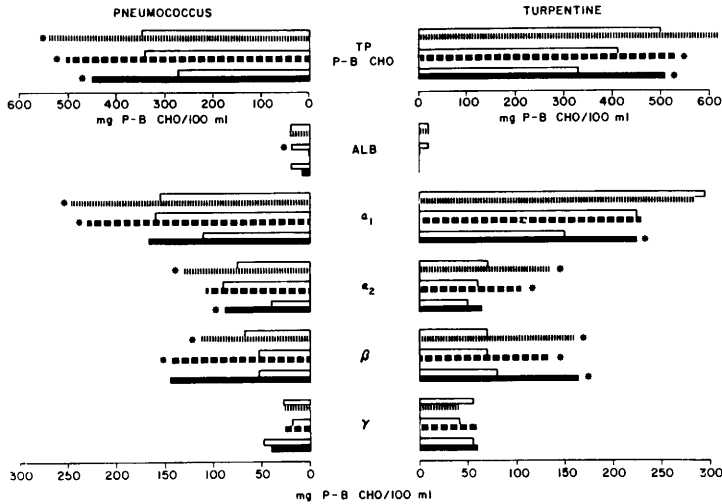 PNEUMOCOCCUS
TURPENTINE
TP
P-B CHO
600 500 400 300 200 100 0
0 100 200 300 400 500 600
mg P-B CHO/100 ml
mg P-B CHO/100 ml
ALB
α1
α2
β
γ
300 250 200 150 100 50 0
0 50 100 150 200 250 300
mg P-B CHO/100 ml